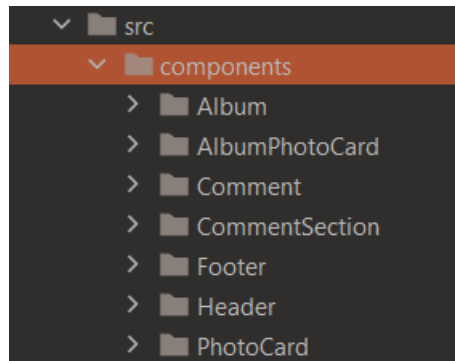 src
components
Album
AlbumPhotoCard
Comment
CommentSection
Footer
Header
PhotoCard